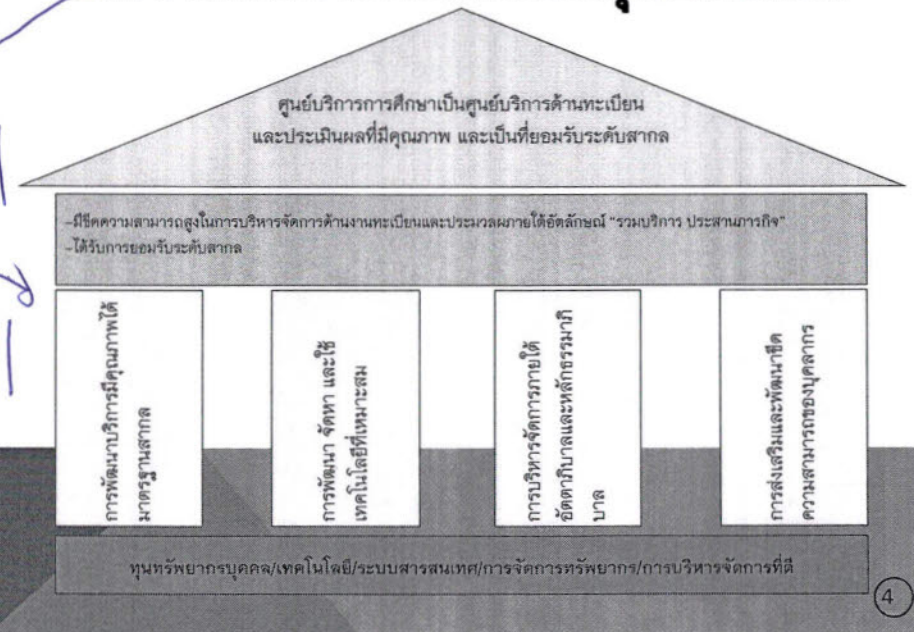 ศูนย์บริการการศึกษาเป็นศูนย์บริการด้านทะเบียน
และประเมินผลที่มีคุณภาพ และเป็นที่ยอมรับระดับสากล
-มีขีดความสามารถสูงในการบริหารจัดการด้านงานทะเบียนและประมวลผลภายใต้อัตลักษณ์ "รวมบริการ ประสานภารกิจ"
-ได้รับการยอมรับระดับสากล
การพัฒนาบริการมีคุณภาพได้
มาตรฐานสากล
การพัฒนา จัดหา และใช้
เทคโนโลยีที่เหมาะสม
การบริหารจัดการภายใต้
อัตตาภิบาลและหลักธรรมาภิ
บาล
การส่งเสริมและพัฒนาขีด
ความสามารถของบุคลากร
ทุนทรัพยากรบุคคล/เทคโนโลยี/ระบบสารสนเทศ/การจัดการทรัพยากร/การบริหารจัดการที่ดี
4